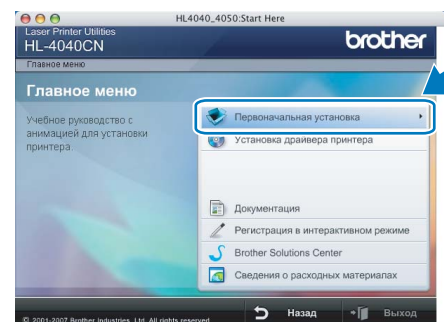 HL4040_4050:Start Here
Laser Printer Utilities
HL-4040CN
brother
Главное меню
Главное меню
Учебное руководство с
анимацией для установки
принтера.
Первоначальная установка
Установка драйвера принтера
Документация
Регистрация в интерактивном режиме
Brother Solutions Center
Сведения о расходных материалах
© 2001-2007 Brother Industries, Ltd. All rights reserved.
Назад
Выход